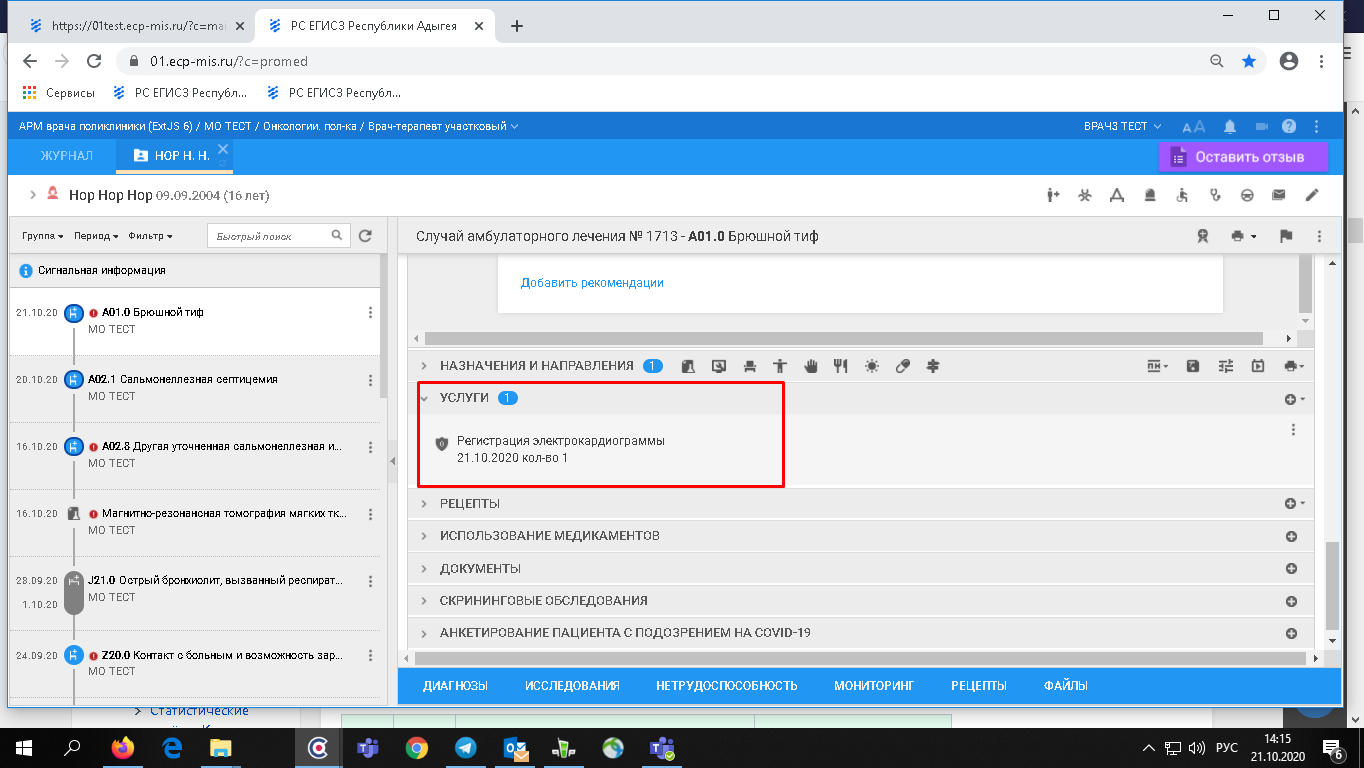 https://01test.ecp-mis.ru/?c=mai
РС ЕГИСЗ Республики Адыгея
01.ecp-mis.ru/?c=promed
Сервисы
РС ЕГИСЗ Республ...
РС ЕГИСЗ Республ...
АРМ врача поликлиники (ExtJS 6) / МО ТЕСТ / Онкологии. пол-ка / Врач-терапевт участковый
ВРАЧ3 ТЕСТ
АА
ЖУРНАЛ
НОР Н. Н.
Оставить отзыв
Нор Нор Нор 09.09.2004 (16 лет)
Группа
Период
Фильтр
Быстрый поиск
Случай амбулаторного лечения № 1713 - A01.0 Брюшной тиф
Сигнальная информация
21.10.20
A01.0 Брюшной тиф
МО ТЕСТ
20.10.20
A02.1 Сальмонеллезная септицемия
МО ТЕСТ
16.10.20
A02.8 Другая уточненная сальмонеллезная и...
МО ТЕСТ
16.10.20
Магнитно-резонансная томография мягких тк...
МО ТЕСТ
28.09.20
J21.0 Острый бронхиолит, вызванный респират...
1.10.20
МО ТЕСТ
24.09.20
Z20.0 Контакт с больным и возможность зар...
МО ТЕСТ
Добавить рекомендации
НАЗНАЧЕНИЯ И НАПРАВЛЕНИЯ 1
ПН
УСЛУГИ 1
Регистрация электрокардиограммы
21.10.2020 кол-во 1
РЕЦЕПТЫ
ИСПОЛЬЗОВАНИЕ МЕДИКАМЕНТОВ
ДОКУМЕНТЫ
СКРИНИНГОВЫЕ ОБСЛЕДОВАНИЯ
АНКЕТИРОВАНИЕ ПАЦИЕНТА С ПОДОЗРЕНИЕМ НА COVID-19
ДИАГНОЗЫ
ИССЛЕДОВАНИЯ
НЕТРУДОСПОСОБНОСТЬ
МОНИТОРИНГ
РЕЦЕПТЫ
ФАЙЛЫ
Статистические
РУС
14:15
21.10.2020
6